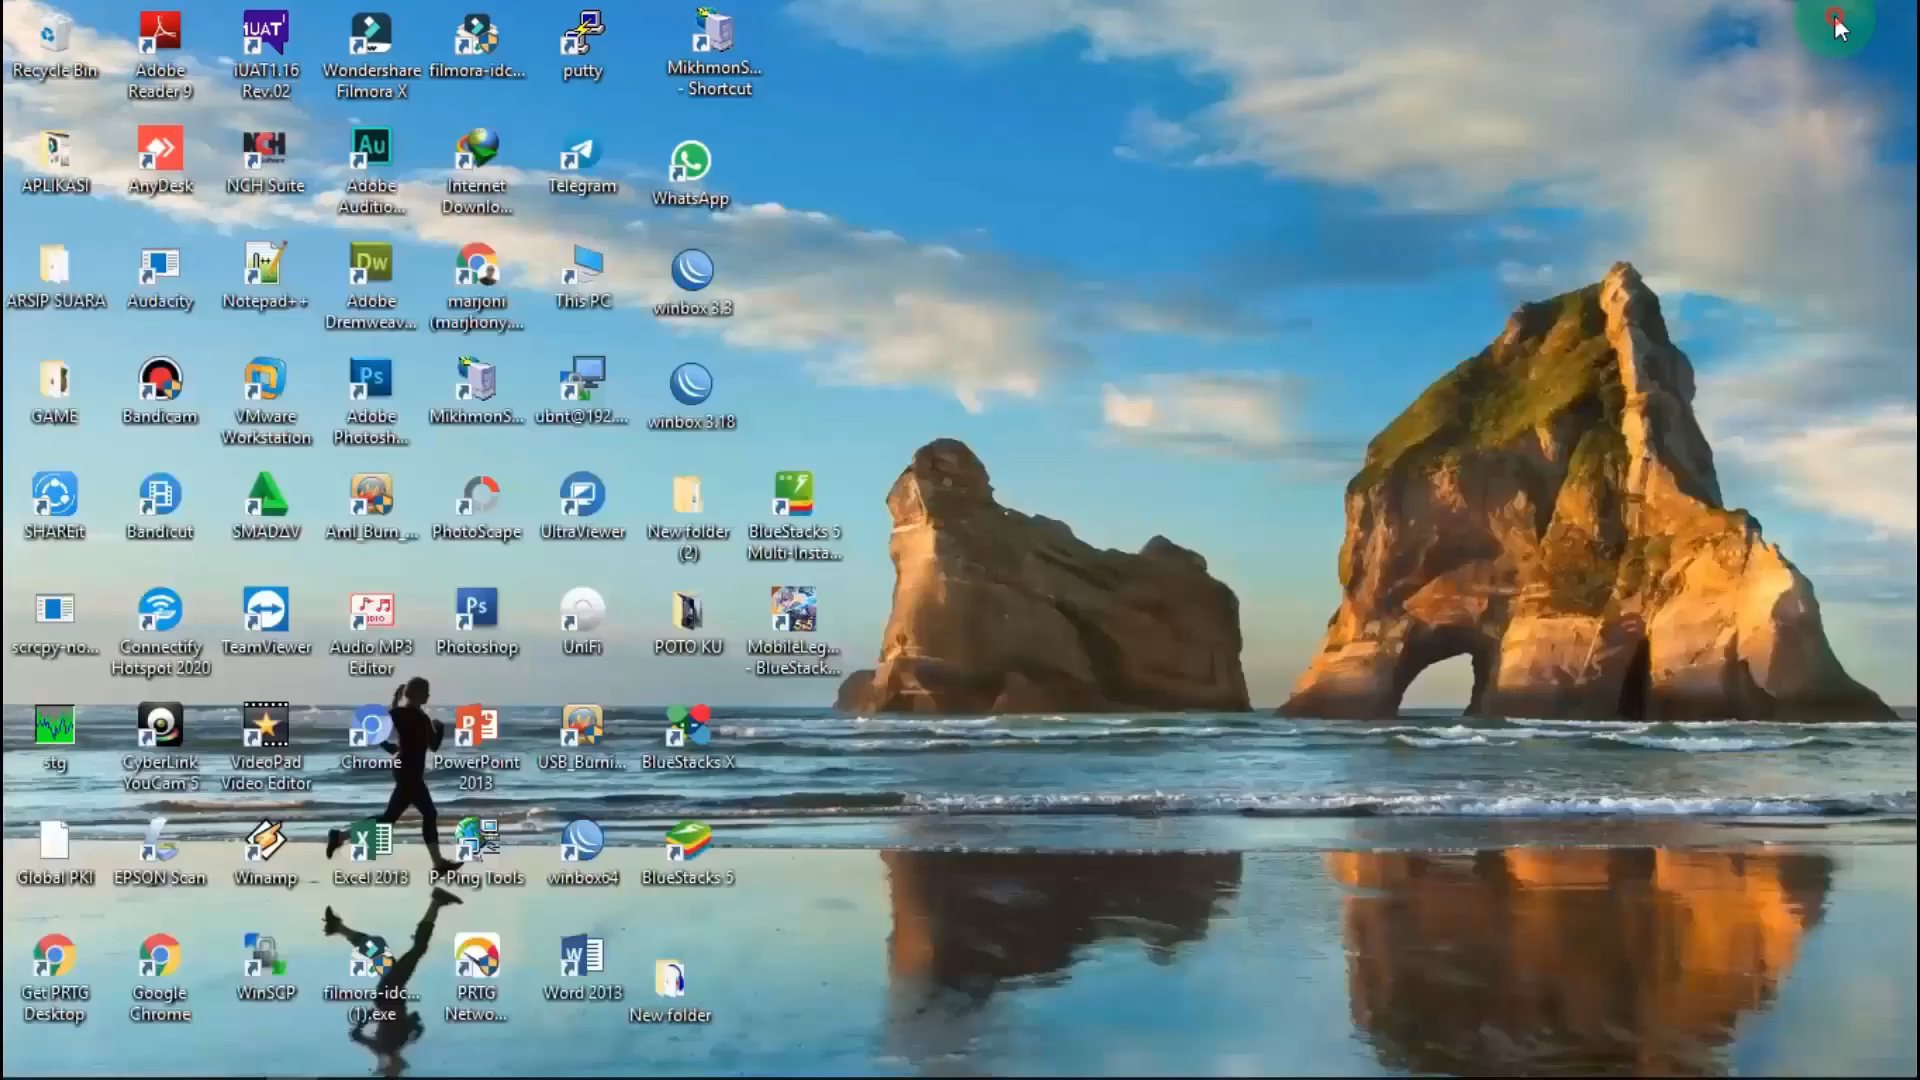 Recycle Bin
Adobe
Reader 9
iUAT1.16
Rev.02
Wondershare
Filmora X
filmora-idc...
putty
MikhmonS...
- Shortcut
APLIKASI
AnyDesk
NCH Suite
Adobe
Auditio...
Internet
Downlo...
Telegram
WhatsApp
ARSIP SUARA
Audacity
Notepad++
Adobe
Dremweav...
marjoni
(marjhony....
This PC
winbox 3.3
GAME
Bandicam
VMware
Workstation
Adobe
Photosh...
MikhmonS...
ubnt@192....
winbox 3.18
SHAREit
Bandicut
SMADΔV
Aml_Burn_...
PhotoScape
UltraViewer
New folder
(2)
BlueStacks 5
Multi-Insta...
scrcpy-no...
Connectify
Hotspot 2020
TeamViewer
Audio MP3
Editor
Photoshop
UniFi
POTO KU
MobileLeg...
- BlueStack...
stg
CyberLink
YouCam 5
VideoPad
Video Editor
Chrome
PowerPoint
2013
USB_Burni...
BlueStacks X
Global PKI
EPSON Scan
Winamp
Excel 2013
P-Ping Tools
winbox64
BlueStacks 5
Get PRTG
Desktop
Google
Chrome
WinSCP
filmora-idc...
(1).exe
PRTG
Netwo...
Word 2013
New folder